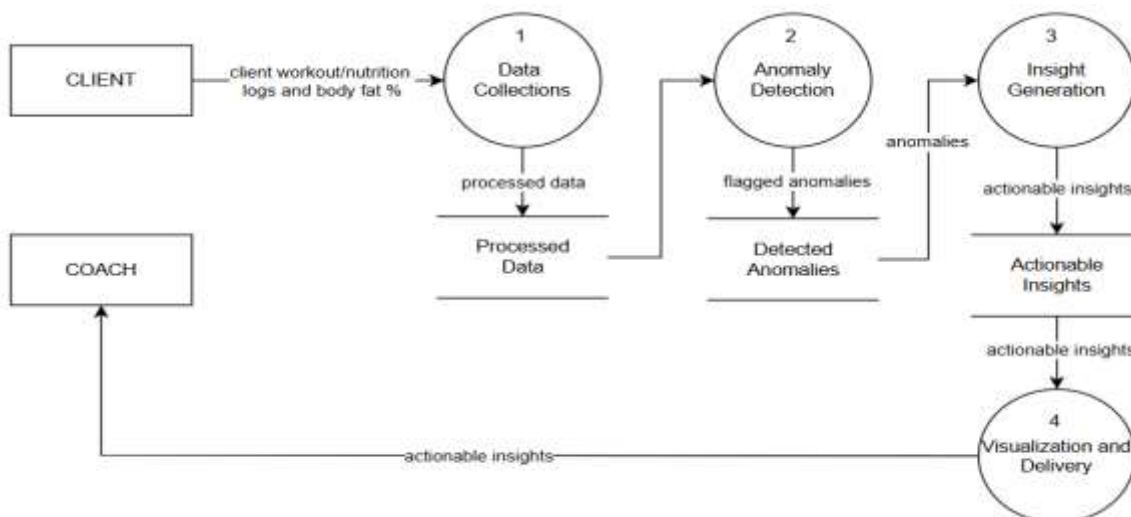 CLIENT
client workout/nutrition
logs and body fat %
1
Data
Collections
2
Anomaly
Detection
3
Insight
Generation
processed data
flagged anomalies
anomalies
actionable insights
COACH
Processed
Data
Detected
Anomalies
Actionable
Insights
actionable insights
4
Visualization and
Delivery
actionable insights